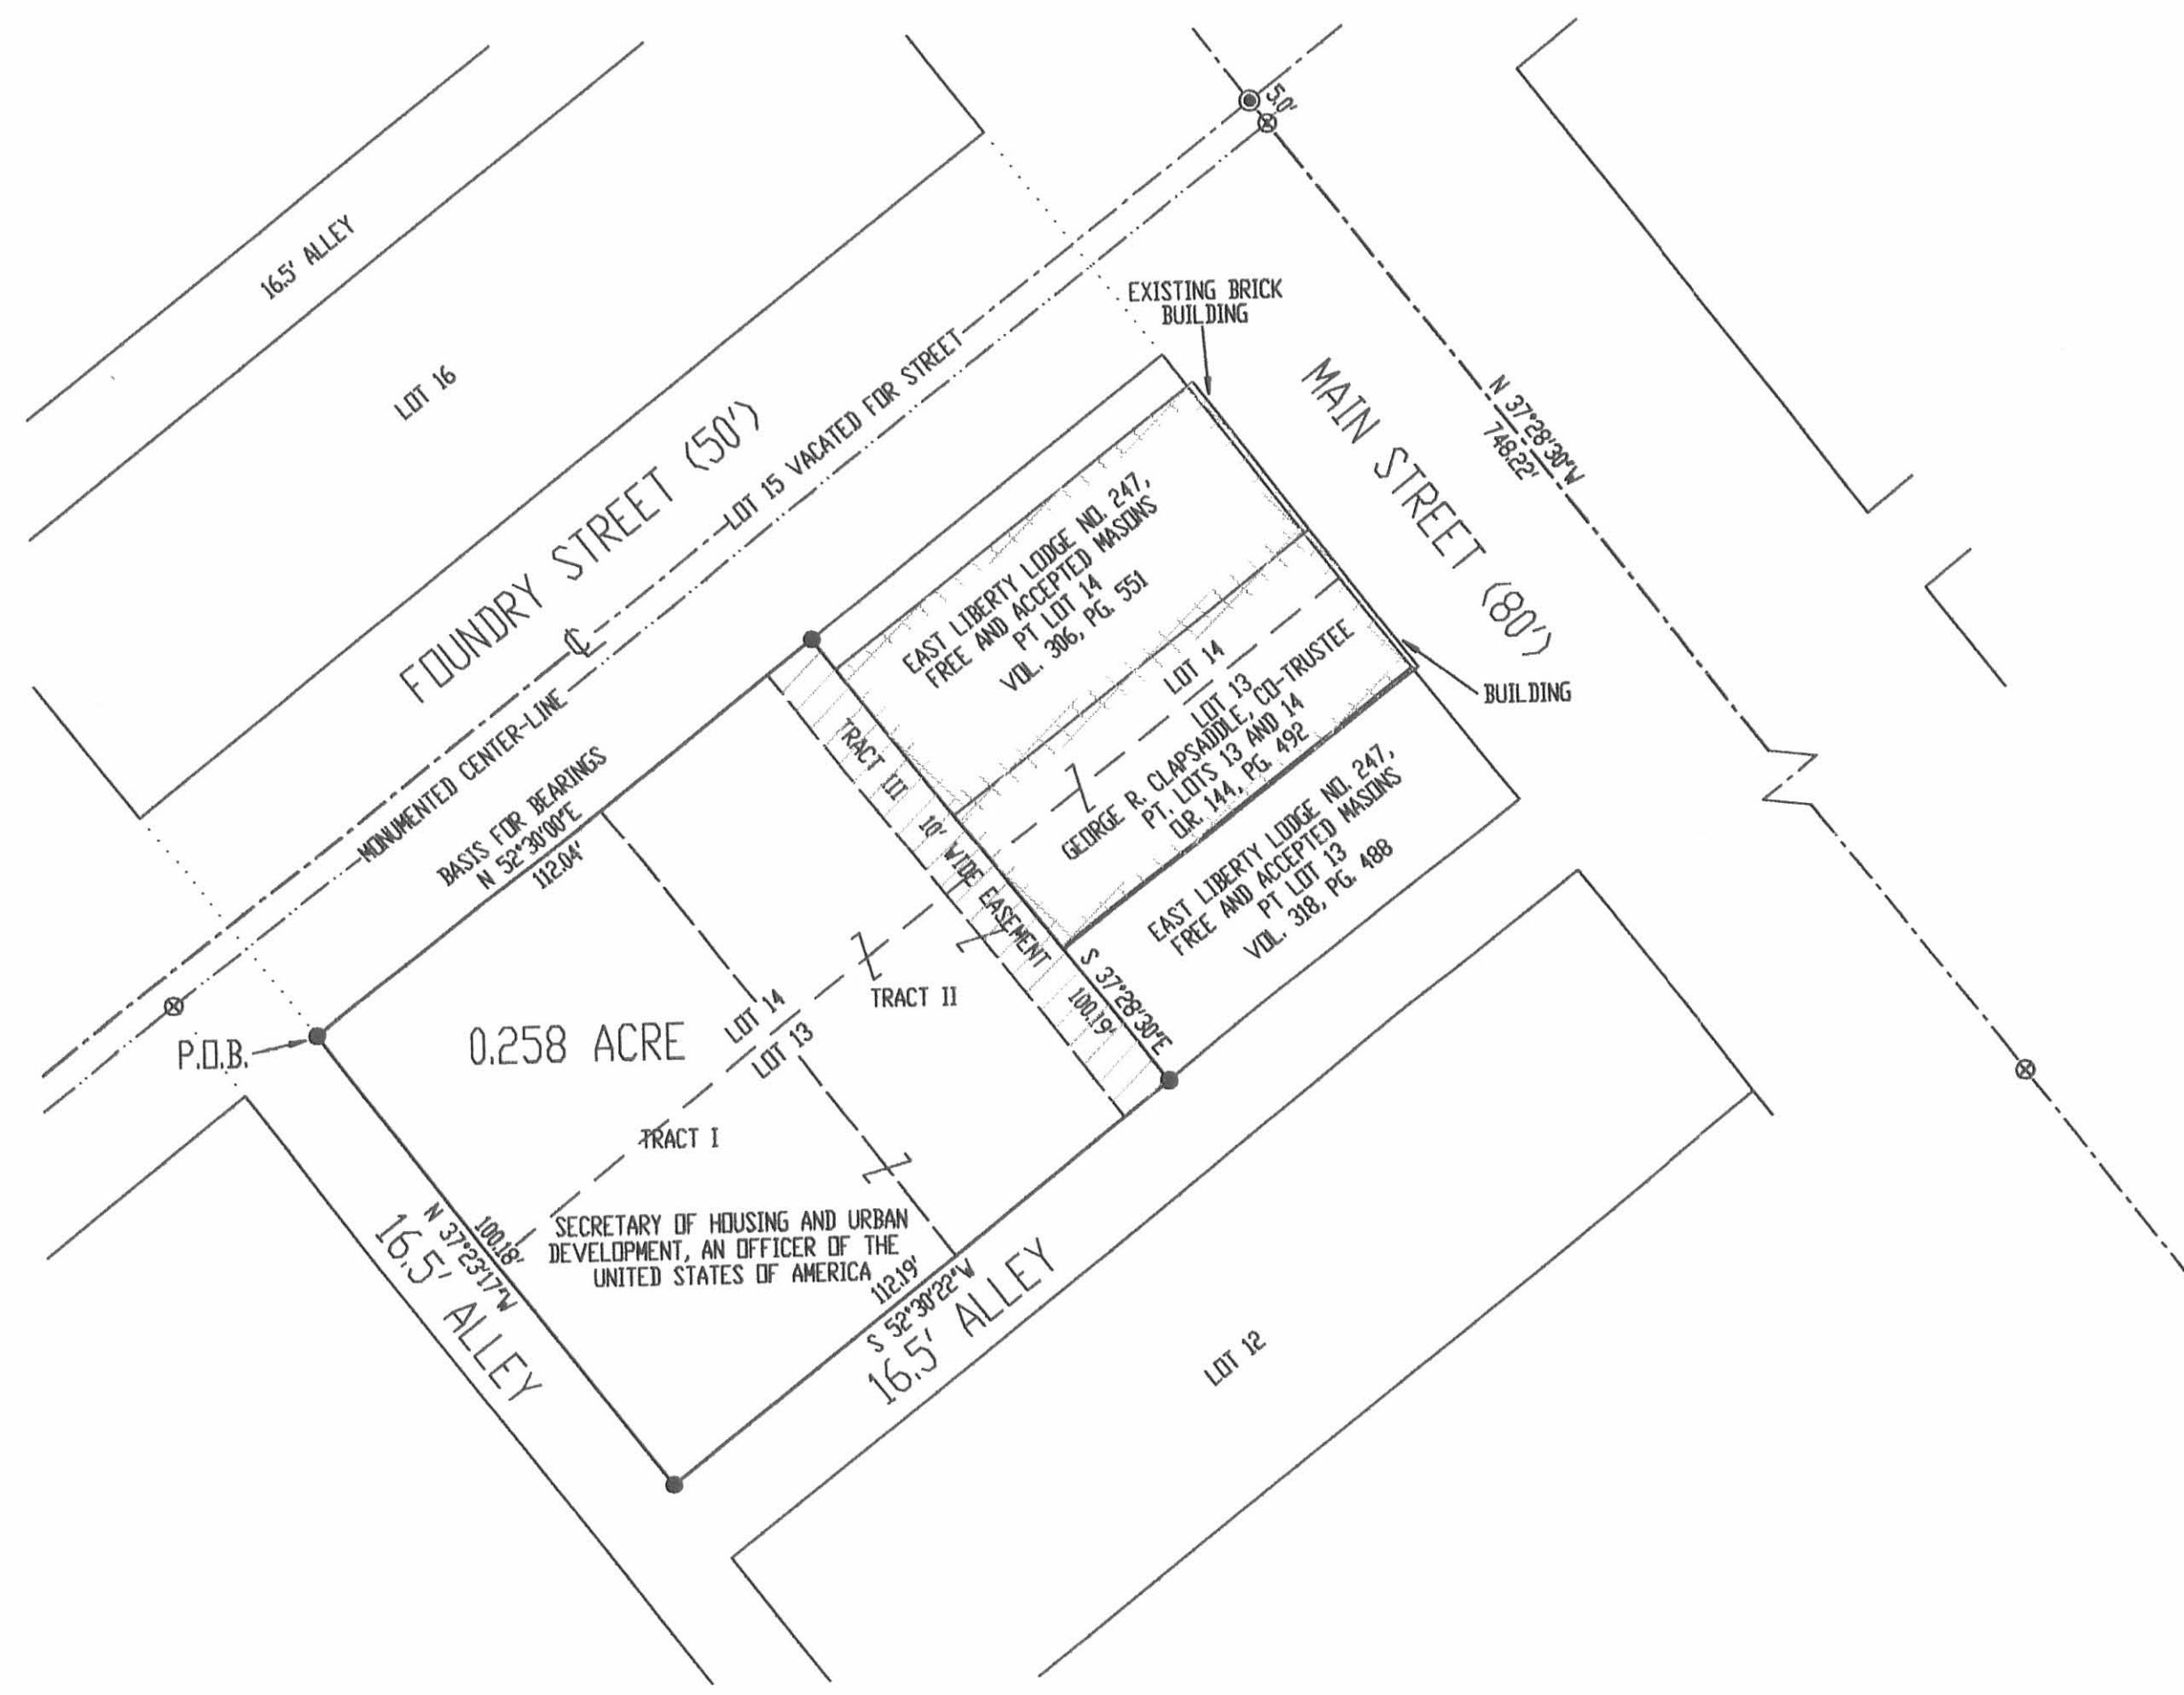 5.0'
16.5' ALLEY
EXISTING BRICK
BUILDING
LOT 16
LOT 15 VACATED FOR STREET
MAIN STREET (80')
N 37°28'30"W
748.22'
FOUNDRY STREET (50')
EAST LIBERTY LODGE NO. 247,
FREE AND ACCEPTED MASONS
PT LOT 14
VOL. 306, PG. 551
LOT 14
LOT 13
GEORGE R. CLAPSADDLE, CO-TRUSTEE
PT. LOTS 13 AND 14
O.R. 144, PG. 492
BUILDING
TRACT III
10' WIDE EASEMENT
MONUMENTED CENTER-LINE
BASIS FOR BEARINGS
N 52°30'00"E
112.04'
EAST LIBERTY LODGE NO. 247,
FREE AND ACCEPTED MASONS
PT LOT 13
VOL. 318, PG. 488
S 37°28'30"E
100.19'
TRACT II
P.O.B.
0.258 ACRE
LOT 14
LOT 13
TRACT I
N 37°23'17"W
100.18'
16.5' ALLEY
SECRETARY OF HOUSING AND URBAN
DEVELOPMENT, AN OFFICER OF THE
UNITED STATES OF AMERICA
112.19'
S 52°30'22"W
16.5' ALLEY
LOT 12